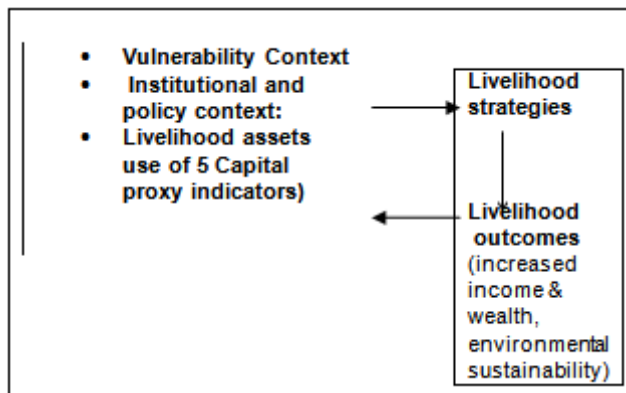 • Vulnerability Context
• Institutional and
policy context:
• Livelihood assets
use of 5 Capital
proxy indicators)
Livelihood
strategies
Livelihood
outcomes
(increased
income &
wealth,
environmental
sustainability)